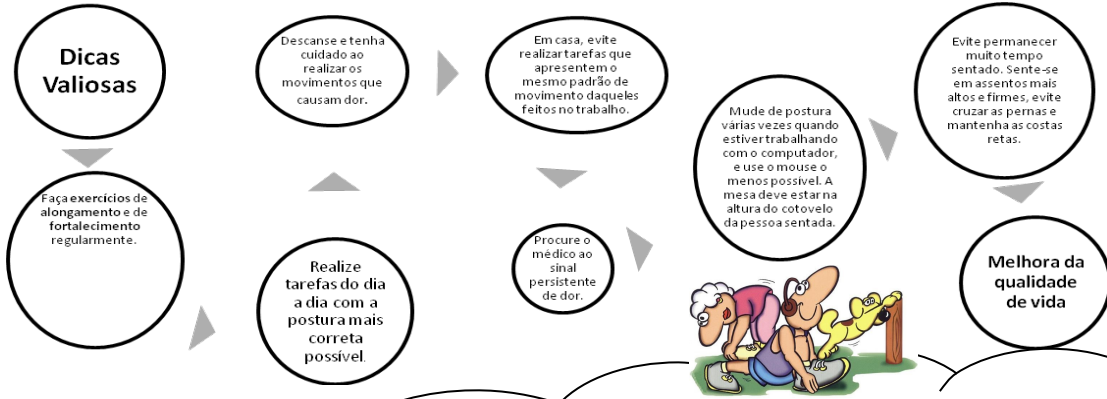 Dicas
Valiosas
Faça exercícios de
alongamento e de
fortalecimento
regularmente.
Realize
tarefas do dia
a dia com a
postura mais
correta
possível.
Descanse e tenha
cuidado ao
realizar os
movimentos que
causam dor.
Em casa, evite
realizar tarefas que
apresentem o
mesmo padrão de
movimento daqueles
feitos no trabalho.
Procure o
médico ao
sinal
persistente
de dor.
Mude de postura
várias vezes quando
estiver trabalhando
com o computador,
e use o mouse o
menos possível. A
mesa deve estar na
altura do cotovelo
da pessoa sentada.
Evite permanecer
muito tempo
sentado. Sente-se
em assentos mais
altos e firmes, evite
cruzar as pernas e
mantenha as costas
retas.
Melhora da
qualidade
de vida